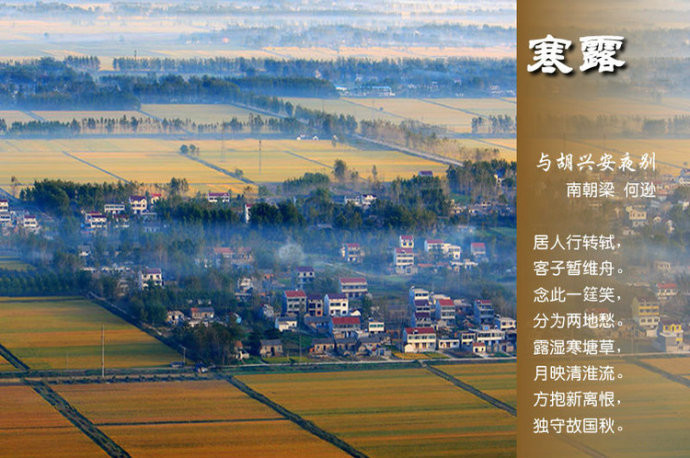 寒露
与胡兴安夜别
南朝梁 何逊
居人行转轼，
客子暂维舟。
念此一筵笑，
分为两地愁。
露湿寒塘草，
月映清淮流。
方抱新离恨，
独守故国秋。